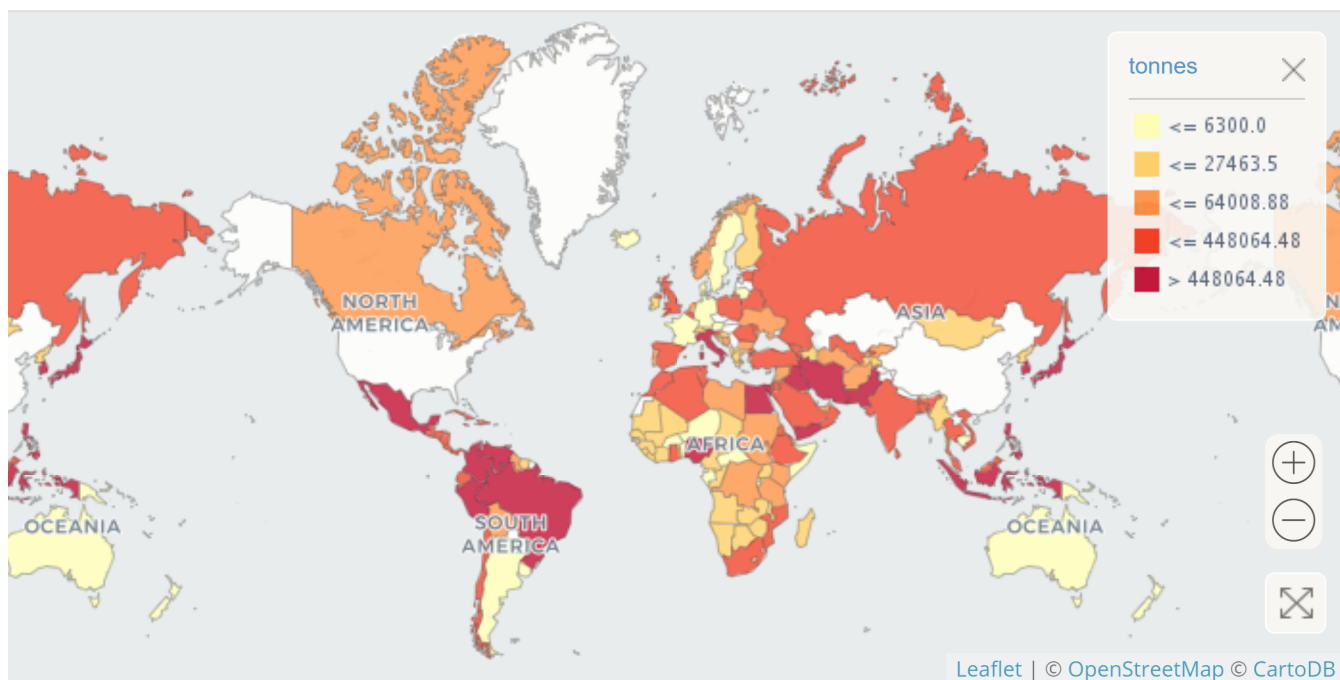 tonnes
<= 6300.0
<= 27463.5
<= 64008.88
<= 448064.48
> 448064.48
NORTH
AMERICA
ASIA
N
AM
AFRICA
OCEANIA
SOUTH
AMERICA
OCEANIA
Leaflet | © OpenStreetMap © CartoDB